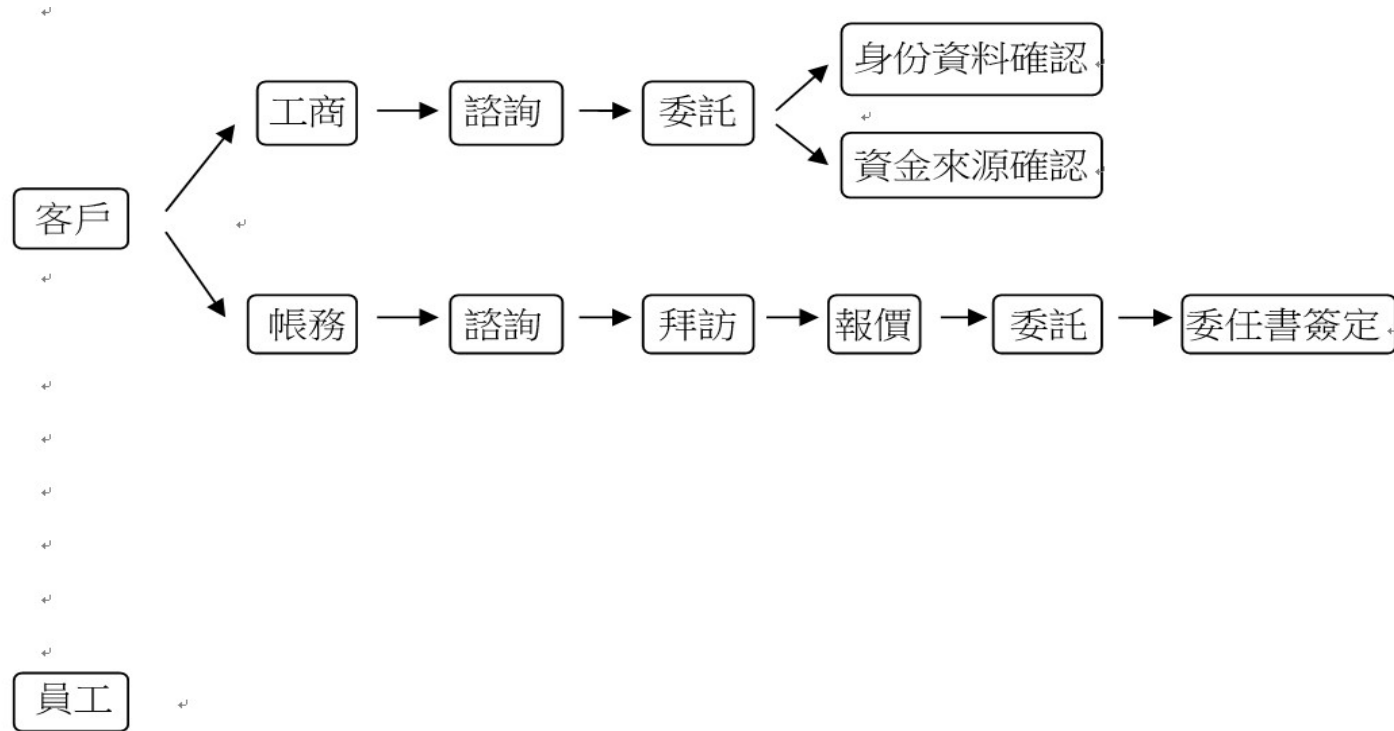 身份資料確認
工商 諮詢 委託
資金來源確認
客戶
帳務 諮詢 拜訪 報價 委託 委任書簽定
員工